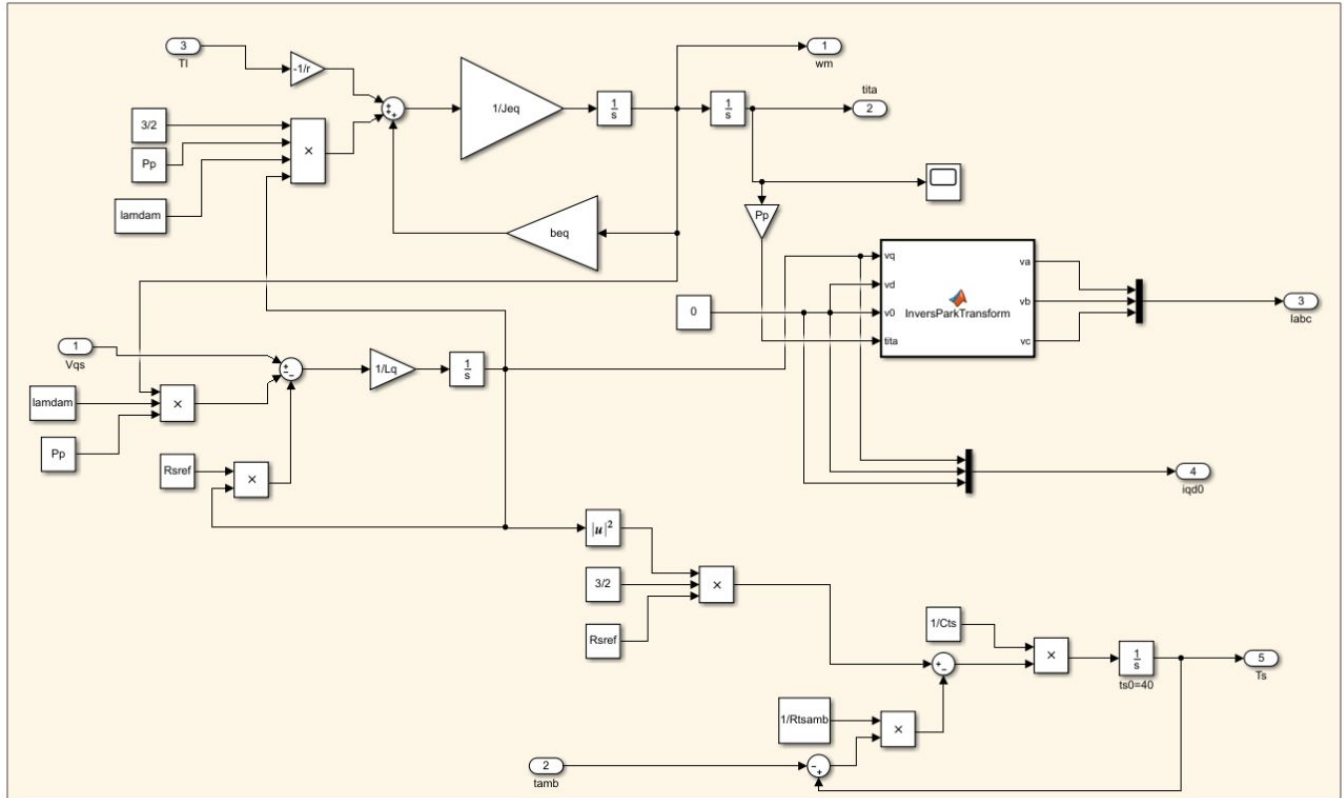 3
Tl
-1/r
3/2
Pp
lamdam
×
1/Jeq
1
s
1
s
1
wm
tita
2
beq
Pp
0
vq
vd
v0
tita
InversParkTransform
va
vb
vc
3
Iabc
1
Vqs
lamdam
Pp
×
1/Lq
1
s
Rsref
×
4
iqd0
|u|²
3/2
Rsref
×
1/Cts
×
1
s
ts0=40
5
Ts
1/Rtsamb
×
2
tamb